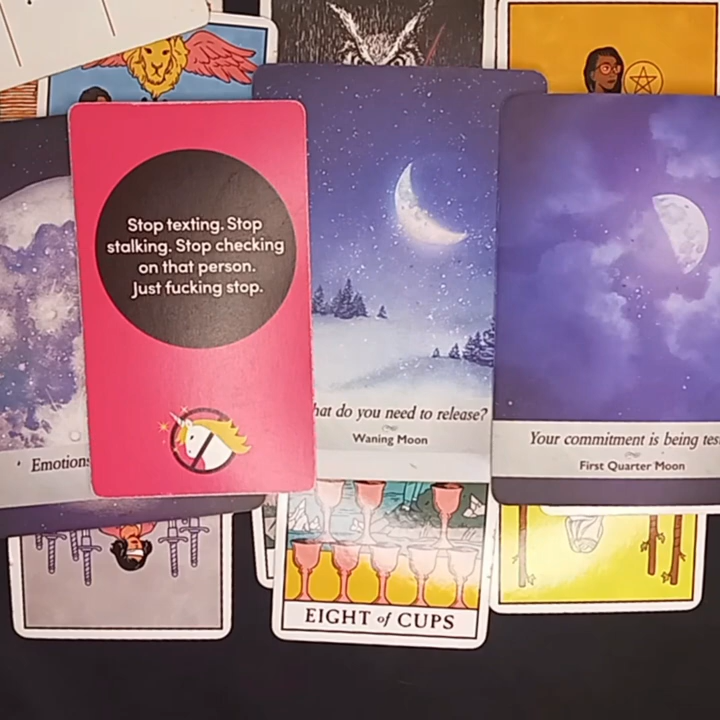 Stop texting. Stop
stalking. Stop checking
on that person.
Just fucking stop.
hat do you need to release?
Waning Moon
Your commitment is being tes
First Quarter Moon
Emotions
EIGHT of CUPS